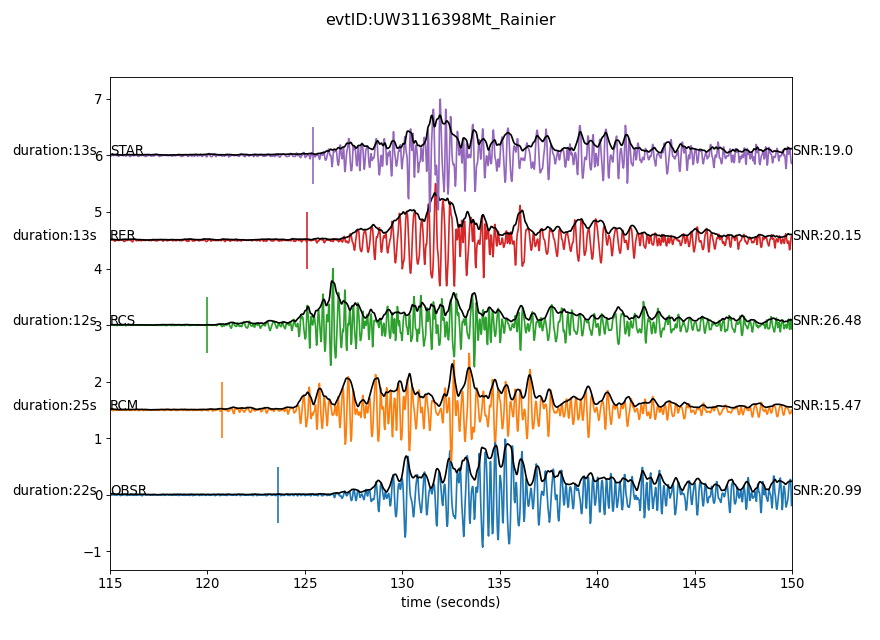 evtID:UW3116398Mt_Rainier
7
duration:13s STAR SNR:19.0
6
5
duration:13s RER SNR:20.15
4
duration:12s RCS SNR:26.48
3
2
duration:25s RCM SNR:15.47
1
duration:22s OBSR SNR:20.99
0
−1
115 120 125 130 135 140 145 150
time (seconds)